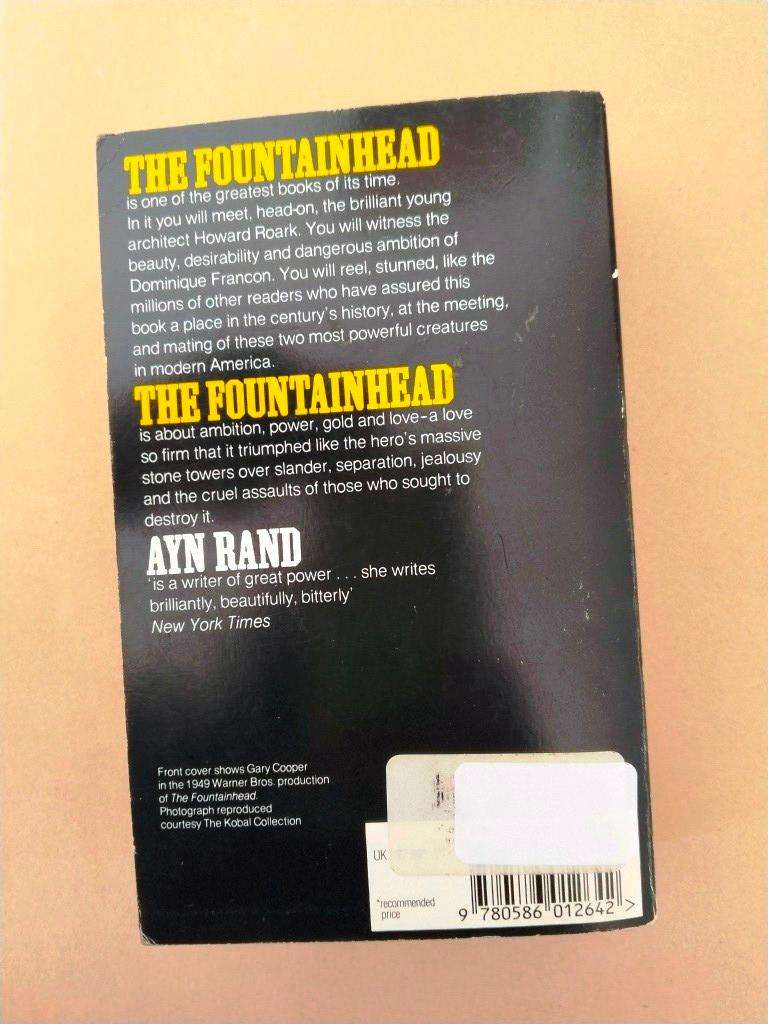 THE FOUNTAINHEAD
is one of the greatest books of its time.
In it you will meet, head-on, the brilliant young
architect Howard Roark. You will witness the
beauty, desirability and dangerous ambition of
Dominique Francon. You will reel, stunned, like the
millions of other readers who have assured this
book a place in the century's history, at the meeting,
and mating of these two most powerful creatures
in modern America.
THE FOUNTAINHEAD
is about ambition, power, gold and love-a love
so firm that it triumphed like the hero's massive
stone towers over slander, separation, jealousy
and the cruel assaults of those who sought to
destroy it.
AYN RAND
'is a writer of great power . . . she writes
brilliantly, beautifully, bitterly'
New York Times
Front cover shows Gary Cooper
in the 1949 Warner Bros. production
of The Fountainhead.
Photograph reproduced
courtesy The Kobal Collection
UK
*recommended
price
9 780586 012642 >